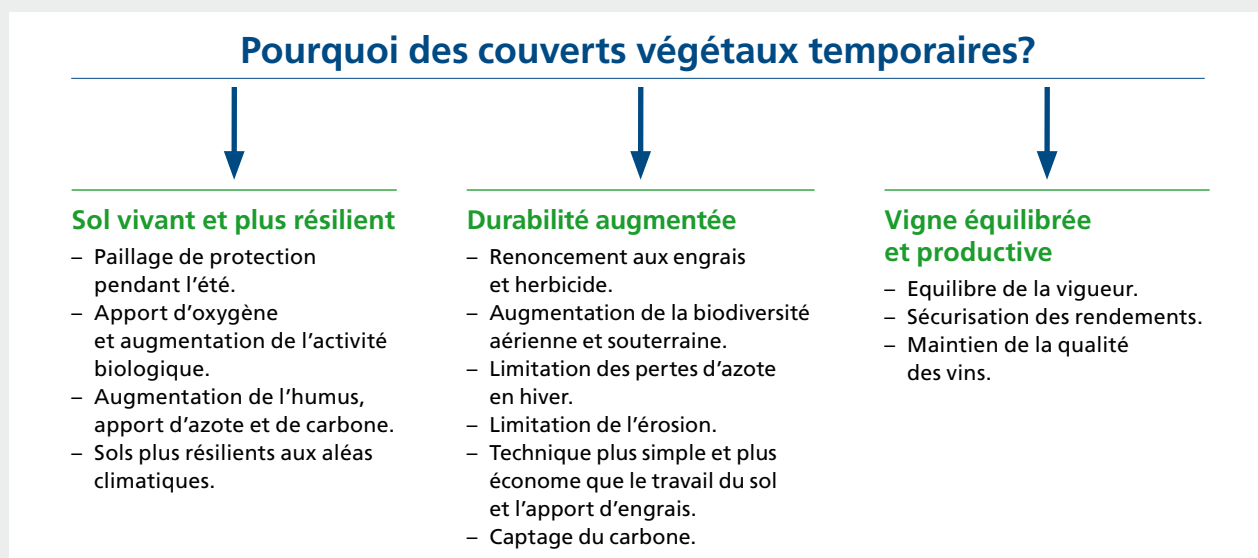 Pourquoi des couverts végétaux temporaires?
Sol vivant et plus résilient
– Paillage de protection
pendant l'été.
– Apport d'oxygène
et augmentation de l'activité
biologique.
– Augmentation de l'humus,
apport d'azote et de carbone.
– Sols plus résilients aux aléas
climatiques.
Durabilité augmentée
– Renoncement aux engrais
et herbicide.
– Augmentation de la biodiversité
aérienne et souterraine.
– Limitation des pertes d'azote
en hiver.
– Limitation de l'érosion.
– Technique plus simple et plus
économe que le travail du sol
et l'apport d'engrais.
– Captage du carbone.
Vigne équilibrée
et productive
– Equilibre de la vigueur.
– Sécurisation des rendements.
– Maintien de la qualité
des vins.